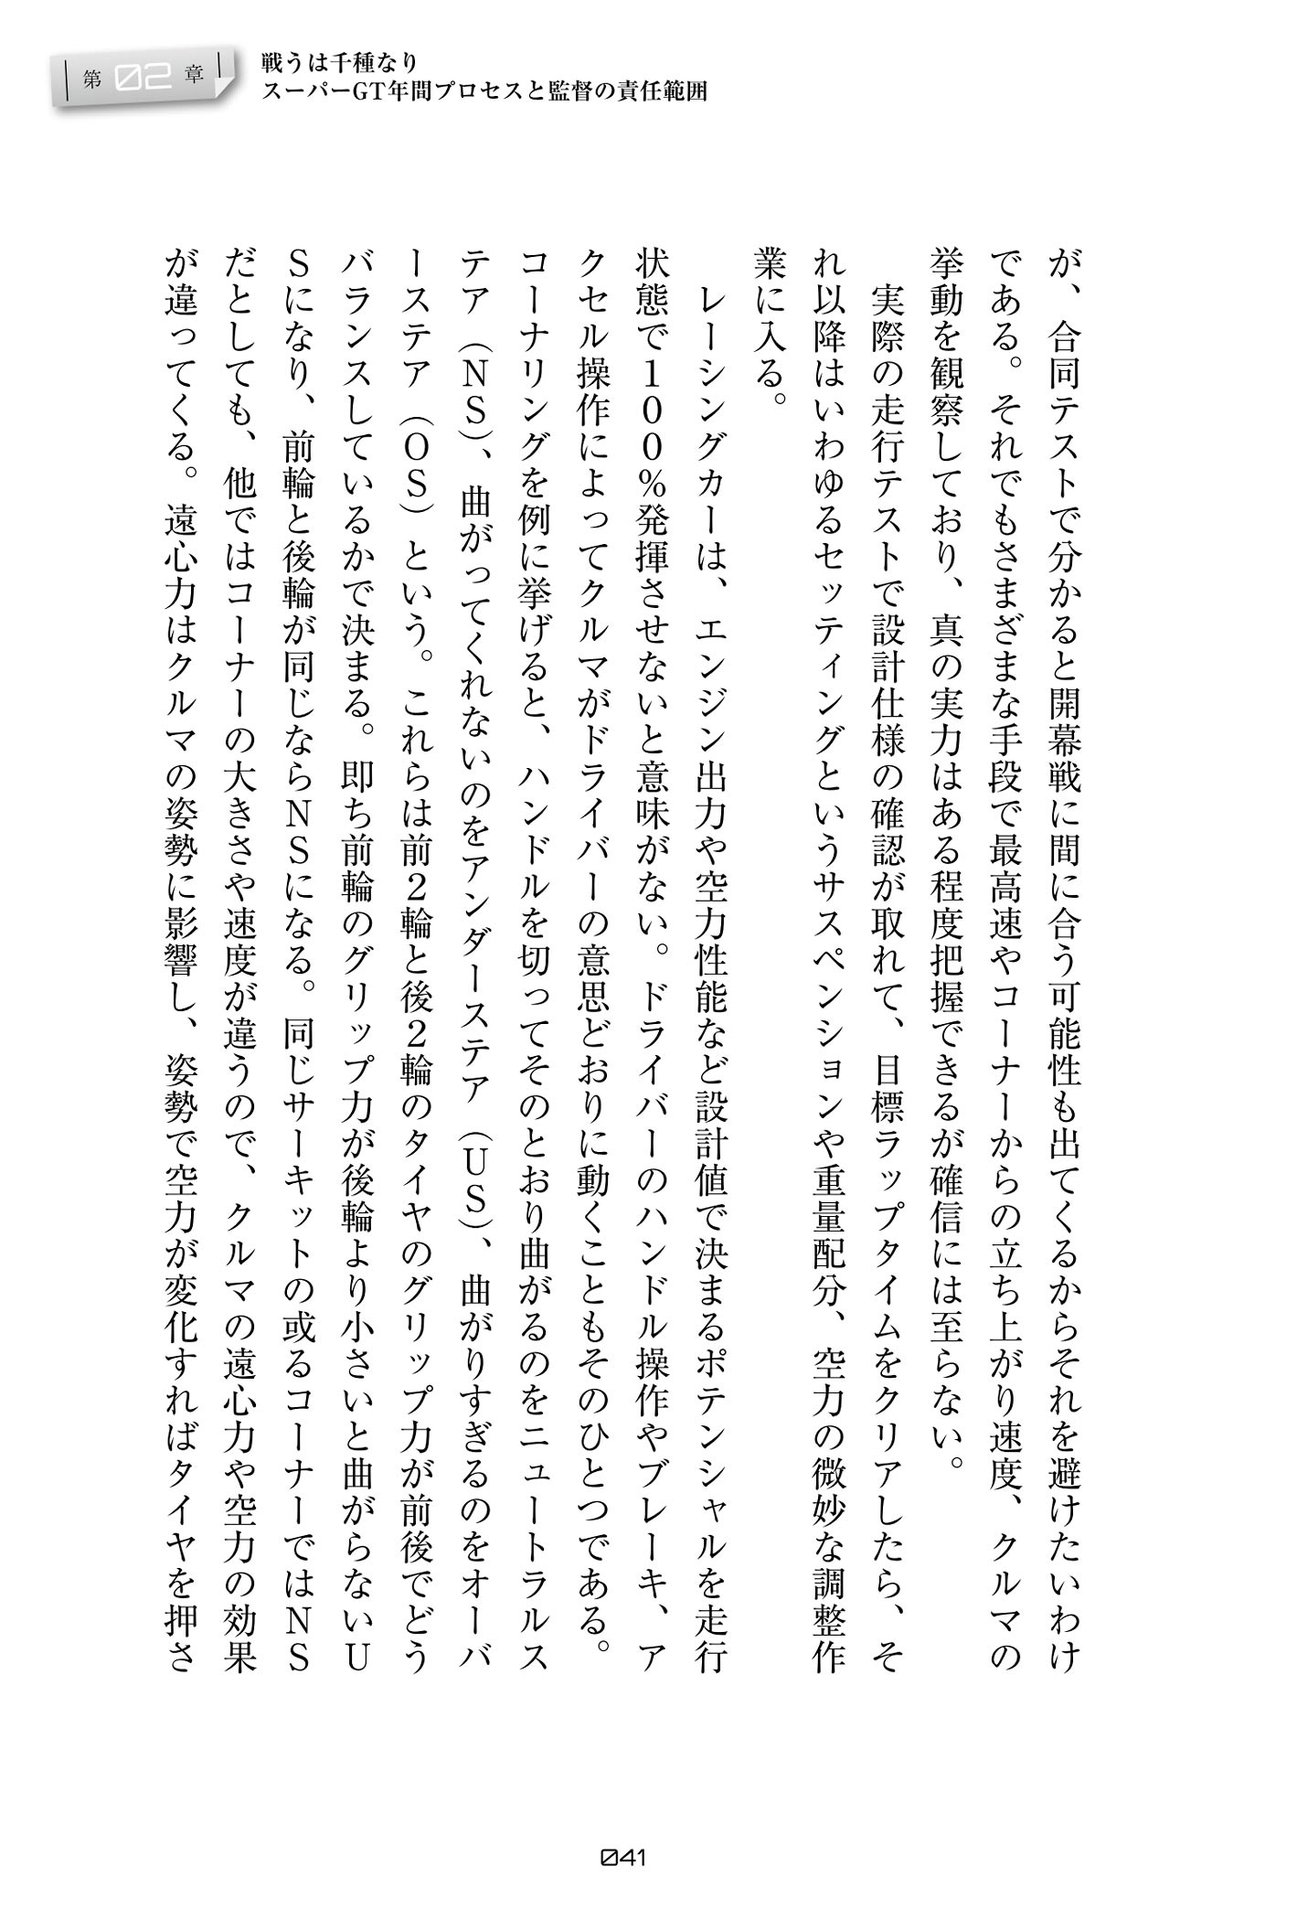 第02章
戦うは千種なり
スーパーGT年間プロセスと監督の責任範囲
が、合同テストで分かると開幕戦に間に合う可能性も出てくるからそれを避けたいわけ
である。それでもさまざまな手段で最高速やコーナーからの立ち上がり速度、クルマの
挙動を観察しており、真の実力はある程度把握できるが確信には至らない。
　実際の走行テストで設計仕様の確認が取れて、目標ラップタイムをクリアしたら、そ
れ以降はいわゆるセッティングというサスペンションや重量配分、空力の微妙な調整作
業に入る。
　レーシングカーは、エンジン出力や空力性能など設計値で決まるポテンシャルを走行
状態で１００％発揮させないと意味がない。ドライバーのハンドル操作やブレーキ、ア
クセル操作によってクルマがドライバーの意思どおりに動くこともそのひとつである。
コーナリングを例に挙げると、ハンドルを切ってそのとおり曲がるのをニュートラルス
テア（ＮＳ）、曲がってくれないのをアンダーステア（ＵＳ）、曲がりすぎるのをオーバ
ーステア（ＯＳ）という。これらは前２輪と後２輪のタイヤのグリップ力が前後でどう
バランスしているかで決まる。即ち前輪のグリップ力が後輪より小さいと曲がらないＵ
Ｓになり、前輪と後輪が同じならＮＳになる。同じサーキットの或るコーナーではＮＳ
だとしても、他ではコーナーの大きさや速度が違うので、クルマの遠心力や空力の効果
が違ってくる。遠心力はクルマの姿勢に影響し、姿勢で空力が変化すればタイヤを押さ
041